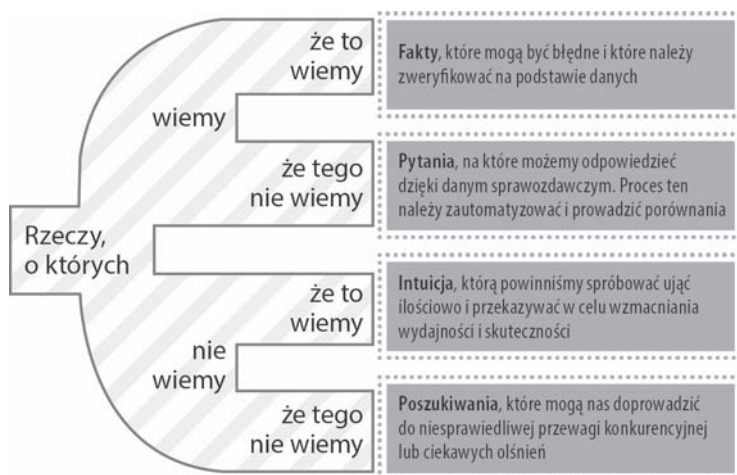 Rzeczy,
o których
wiemy
że to
wiemy
Fakty, które mogą być błędne i które należy
zweryfikować na podstawie danych
że tego
nie wiemy
Pytania, na które możemy odpowiedzieć
dzięki danym sprawozdawczym. Proces ten
należy zautomatyzować i prowadzić porównania
nie
wiemy
że to
wiemy
Intuicja, którą powinniśmy spróbować ująć
ilościowo i przekazywać w celu wzmacniania
wydajności i skuteczności
że tego
nie wiemy
Poszukiwania, które mogą nas doprowadzić
do niesprawiedliwej przewagi konkurencyjnej
lub ciekawych olśnień